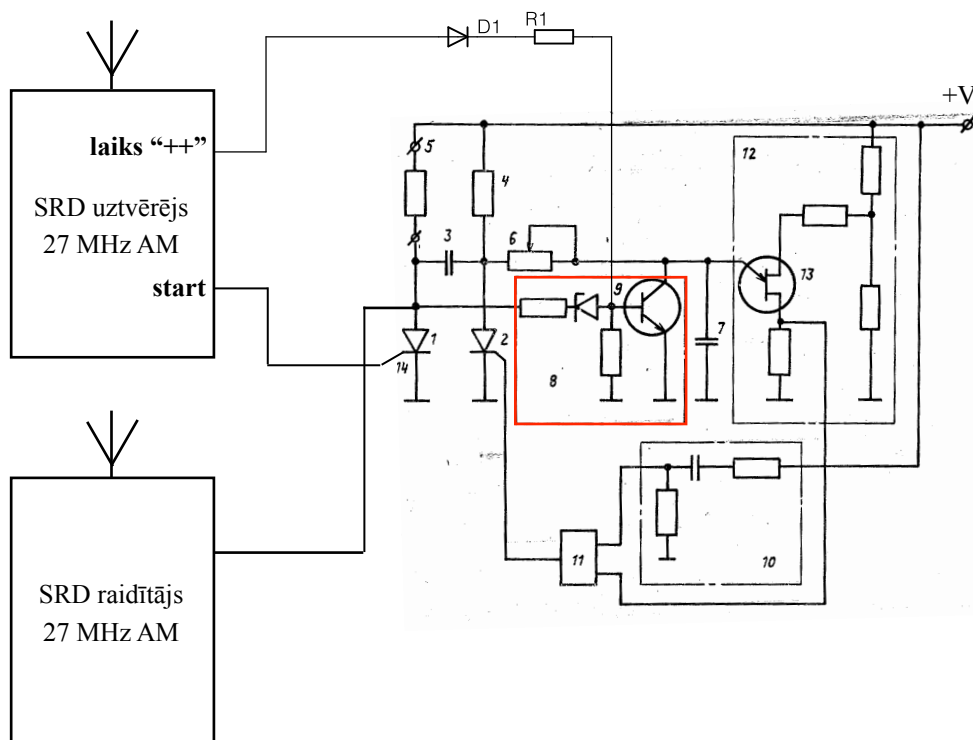 D1
R1
+V
laiks “++”
SRD uztvērējs
27 MHz AM
start
5
4
3
6
9
12
13
1
2
14
8
7
11
10
SRD raidītājs
27 MHz AM